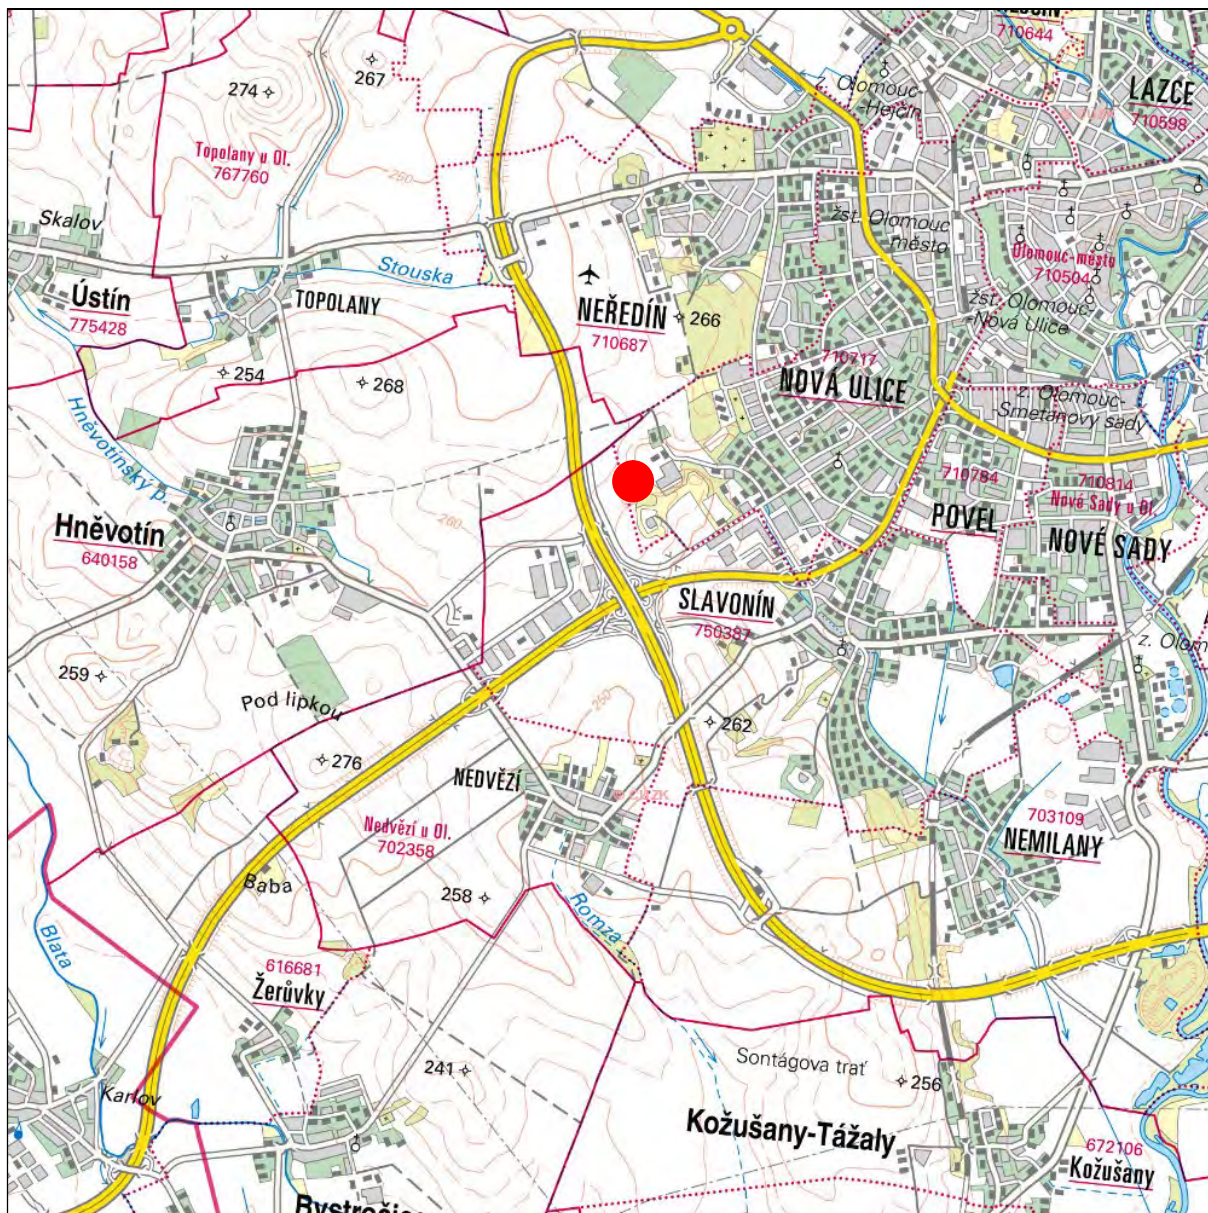 710644
LAZCE
710598
z. Olomouc-
-Hejčín
267
274
Topolany u Ol.
767760
260
Skalov
žst. Olomouc
město
Olomouc-město
710504
Stouska
Ústín
775428
TOPOLANY
NEŘEDÍN
710687
266
žst. Olomouc-
-Nová Ulice
710717
NOVÁ ULICE
254
268
z. Olomouc-
-Smetanovy sady
Hněvotínský p.
710784
710814
Nové Sady u Ol.
POVEL
NOVÉ SADY
Hněvotín
640158
260
SLAVONÍN
750387
259
Pod lipkou
250
262
276
NEDVĚZÍ
Nedvězí u Ol.
702358
703109
NEMILANY
Baba
258
Romza
Blata
616681
Žerůvky
Sontágova trať
241
256
Karlov
Kožušany-Tážaly
672106
Kožušany